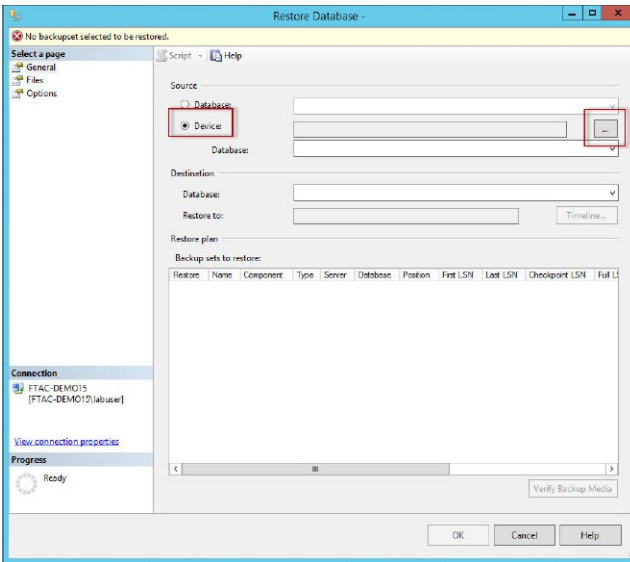 Restore Database -
No backupset selected to be restored.
Select a page
General
Files
Options
Script
Help
Source
Database:
Device:
...
Database:
Destination
Database:
Restore to:
Timeline...
Restore plan
Backup sets to restore:
Restore Name Component Type Server Database Position First LSN Last LSN Checkpoint LSN Full LS
Connection
FTAC-DEMO15
[FTAC-DEMO15\labuser]
View connection properties
Progress
Ready
Verify Backup Media
OK Cancel Help